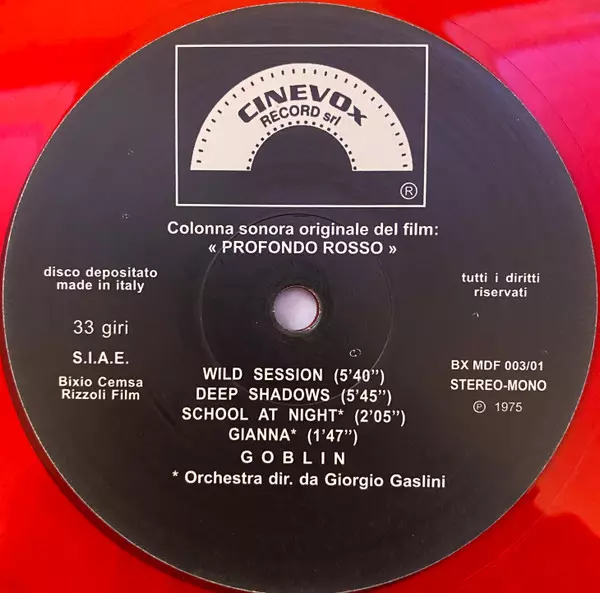 CINEVOX
RECORD srl
®
Colonna sonora originale del film:
« PROFONDO ROSSO »
disco depositato
made in italy
tutti i diritti
riservati
33 giri
S.I.A.E.
Bixio Cemsa
Rizzoli Film
BX MDF 003/01
STEREO-MONO
℗ 1975
WILD SESSION (5'40")
DEEP SHADOWS (5'45")
SCHOOL AT NIGHT* (2'05")
GIANNA* (1'47")
GOBLIN
* Orchestra dir. da Giorgio Gaslini